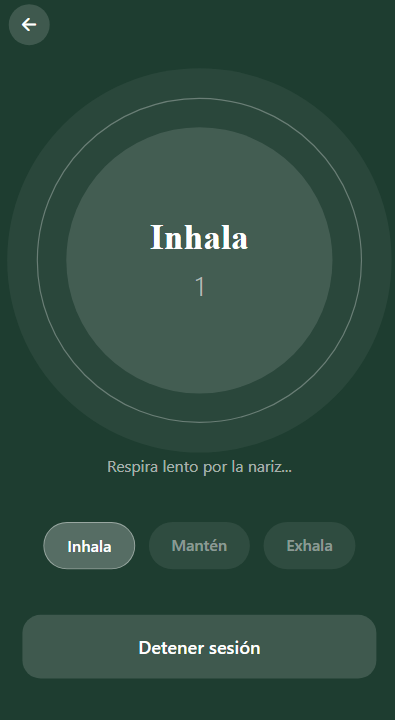 Inhala
1
Respira lento por la nariz...
Inhala Mantén Exhala
Detener sesión